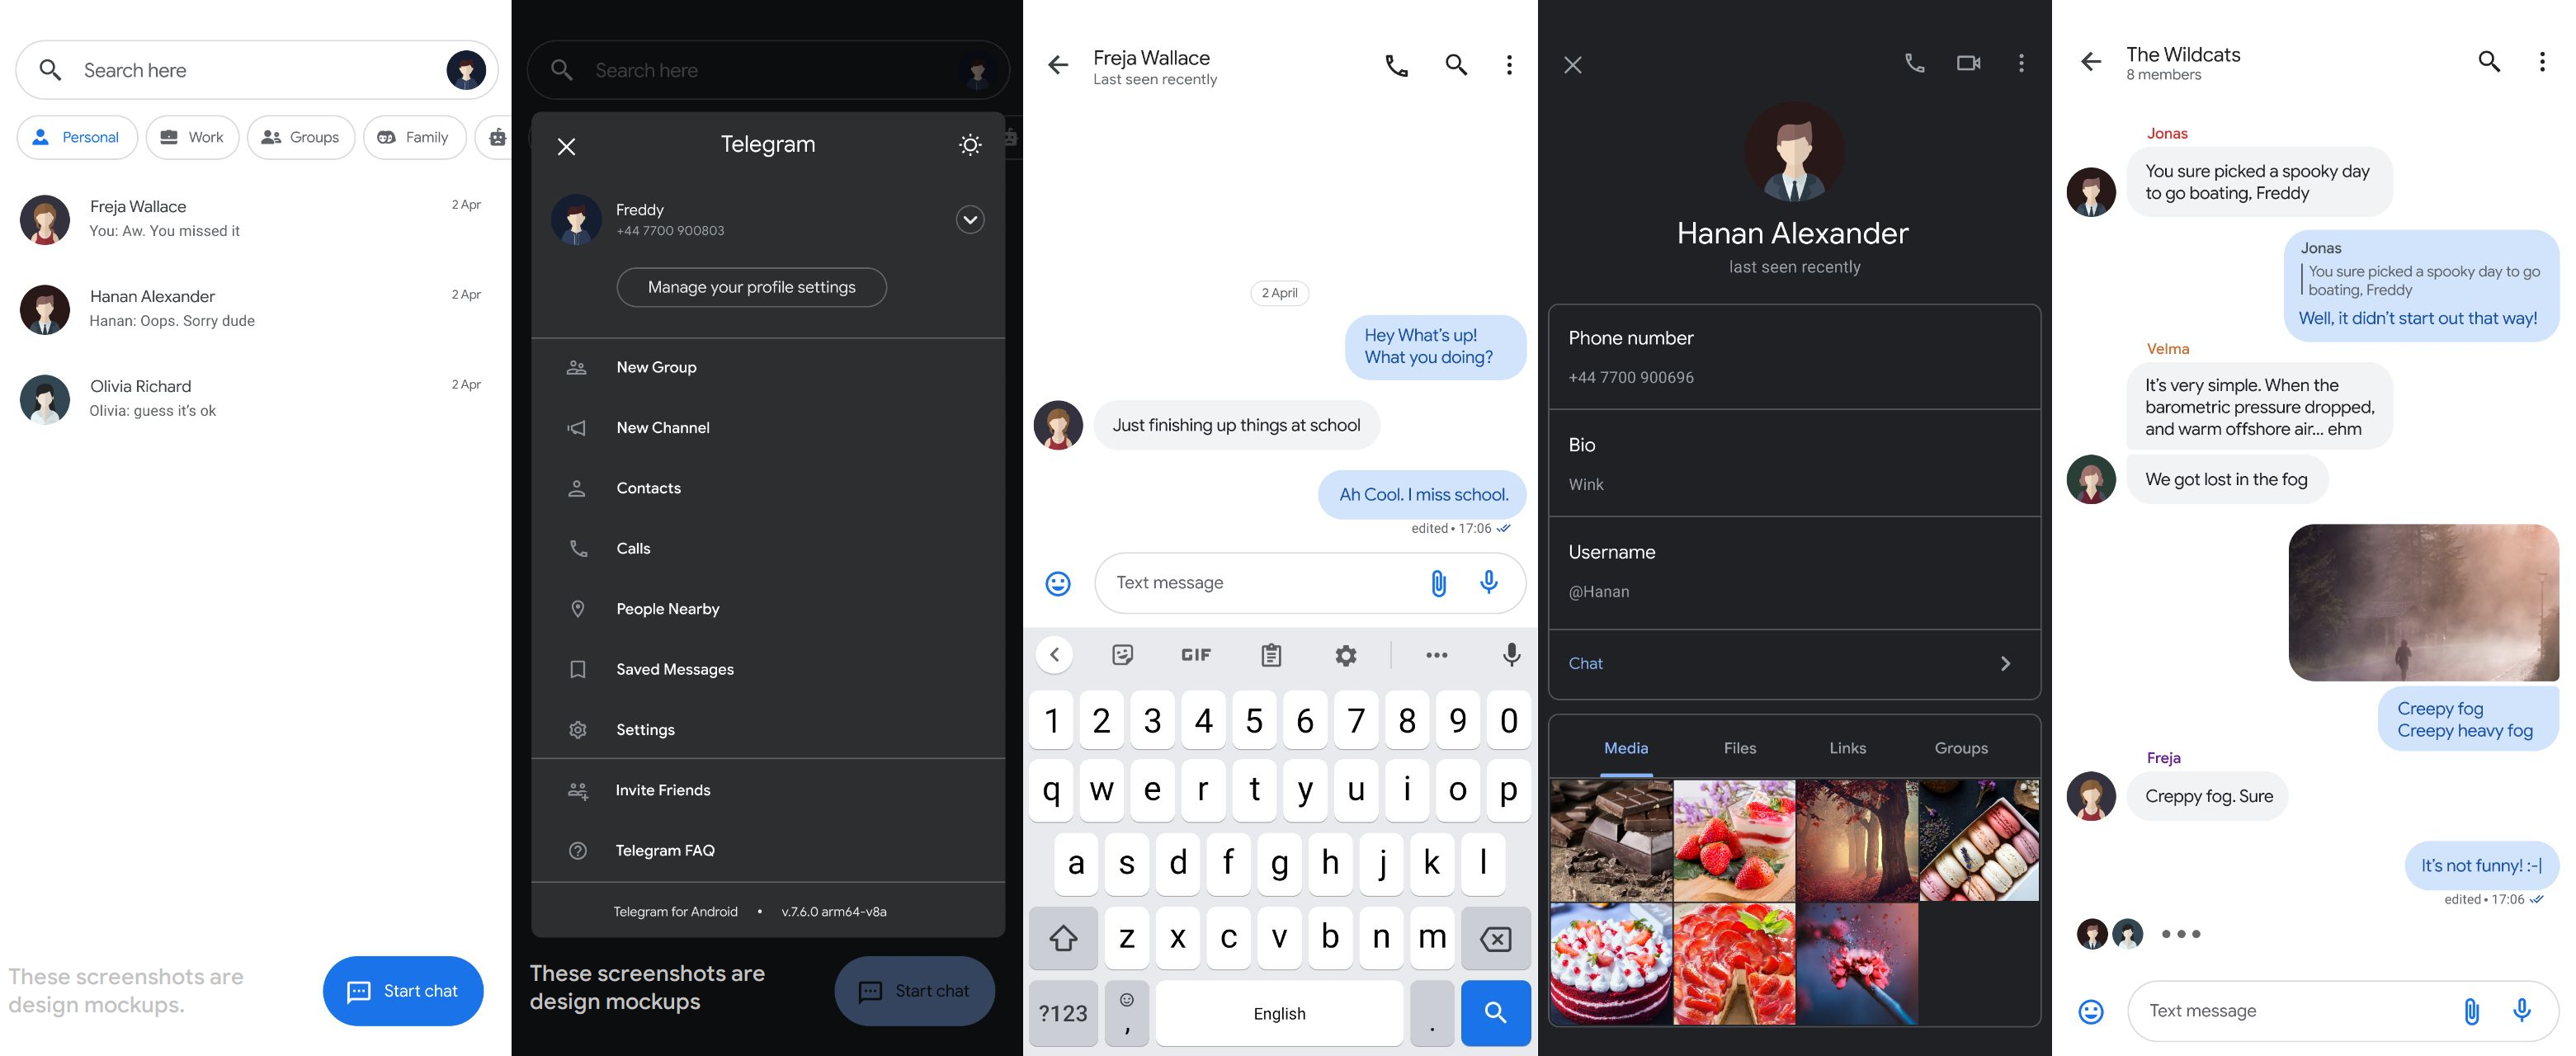 Search here
Personal
Work
Groups
Family
Freja Wallace
2 Apr
You: Aw. You missed it
Hanan Alexander
2 Apr
Hanan: Oops. Sorry dude
Olivia Richard
2 Apr
Olivia: guess it's ok
These screenshots are
design mockups.
Start chat
Search here
Telegram
Freddy
+44 7700 900803
Manage your profile settings
New Group
New Channel
Contacts
Calls
People Nearby
Saved Messages
Settings
Invite Friends
Telegram FAQ
Telegram for Android • v.7.6.0 arm64-v8a
These screenshots are
design mockups
Start chat
Freja Wallace
Last seen recently
2 April
Hey What's up!
What you doing?
Just finishing up things at school
Ah Cool. I miss school.
edited • 17:06
Text message
GIF
1 2 3 4 5 6 7 8 9 0
q w e r t y u i o p
a s d f g h j k l
z x c v b n m
?123 , English .
Hanan Alexander
last seen recently
Phone number
+44 7700 900696
Bio
Wink
Username
@Hanan
Chat
Media
Files
Links
Groups
The Wildcats
8 members
Jonas
You sure picked a spooky day
to go boating, Freddy
Jonas
You sure picked a spooky day to go
boating, Freddy
Well, it didn't start out that way!
Velma
It's very simple. When the
barometric pressure dropped,
and warm offshore air... ehm
We got lost in the fog
Creepy fog
Creepy heavy fog
Freja
Creppy fog. Sure
It's not funny! :-|
edited • 17:06
Text message